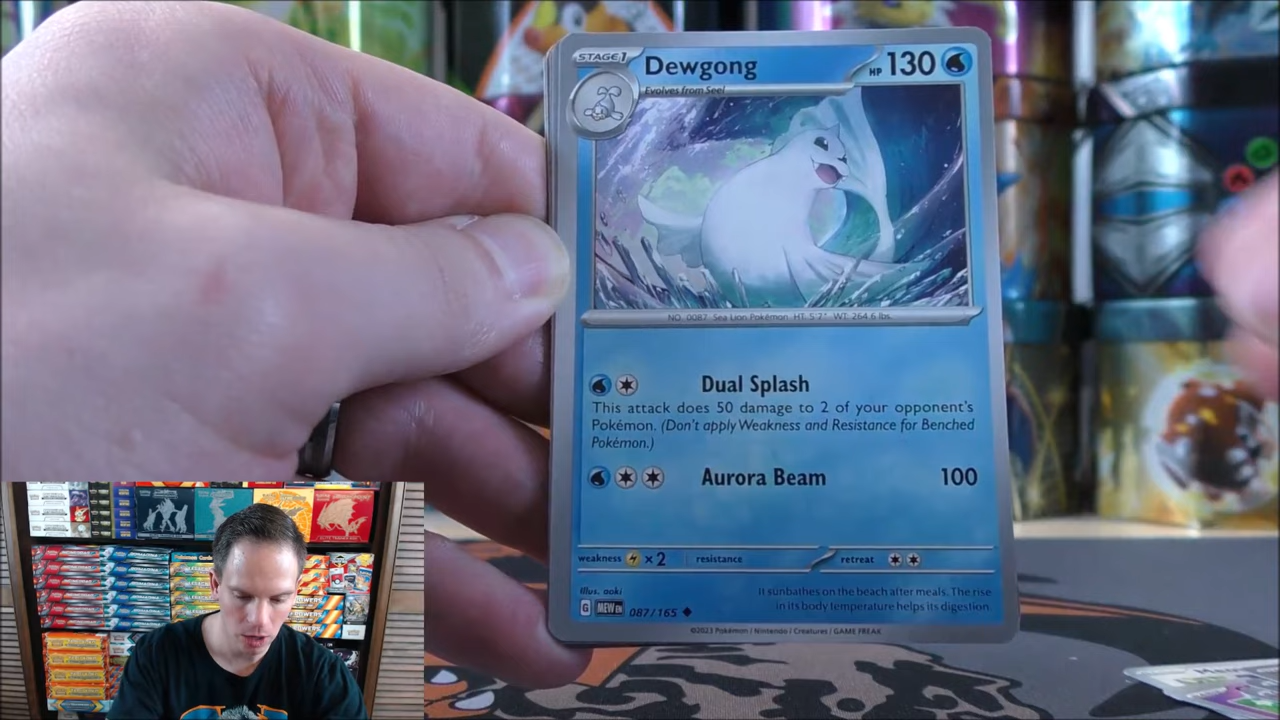 STAGE 1
Dewgong
HP 130
Evolves from Seel
NO. 0087 Sea Lion Pokémon HT: 5'7" WT: 264.6 lbs.
Dual Splash
This attack does 50 damage to 2 of your opponent's
Pokémon. (Don't apply Weakness and Resistance for Benched
Pokémon.)
Aurora Beam 100
weakness ×2 resistance retreat
Illus. aoki
It sunbathes on the beach after meals. The rise
in its body temperature helps its digestion.
G MEW EN 087/165
©2023 Pokémon / Nintendo / Creatures / GAME FREAK